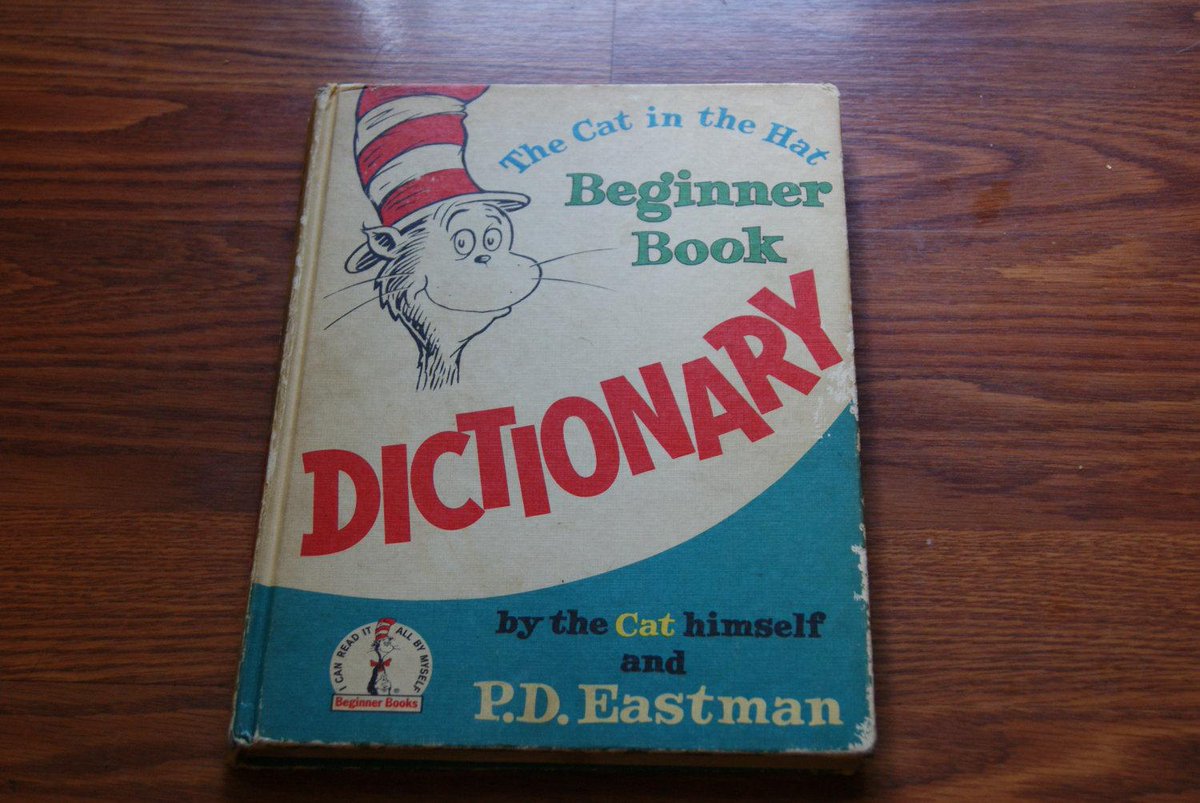 The Cat in the Hat
Beginner
Book
DICTIONARY
by the Cat himself
and
P.D. Eastman
I CAN READ IT ALL BY MYSELF
Beginner Books